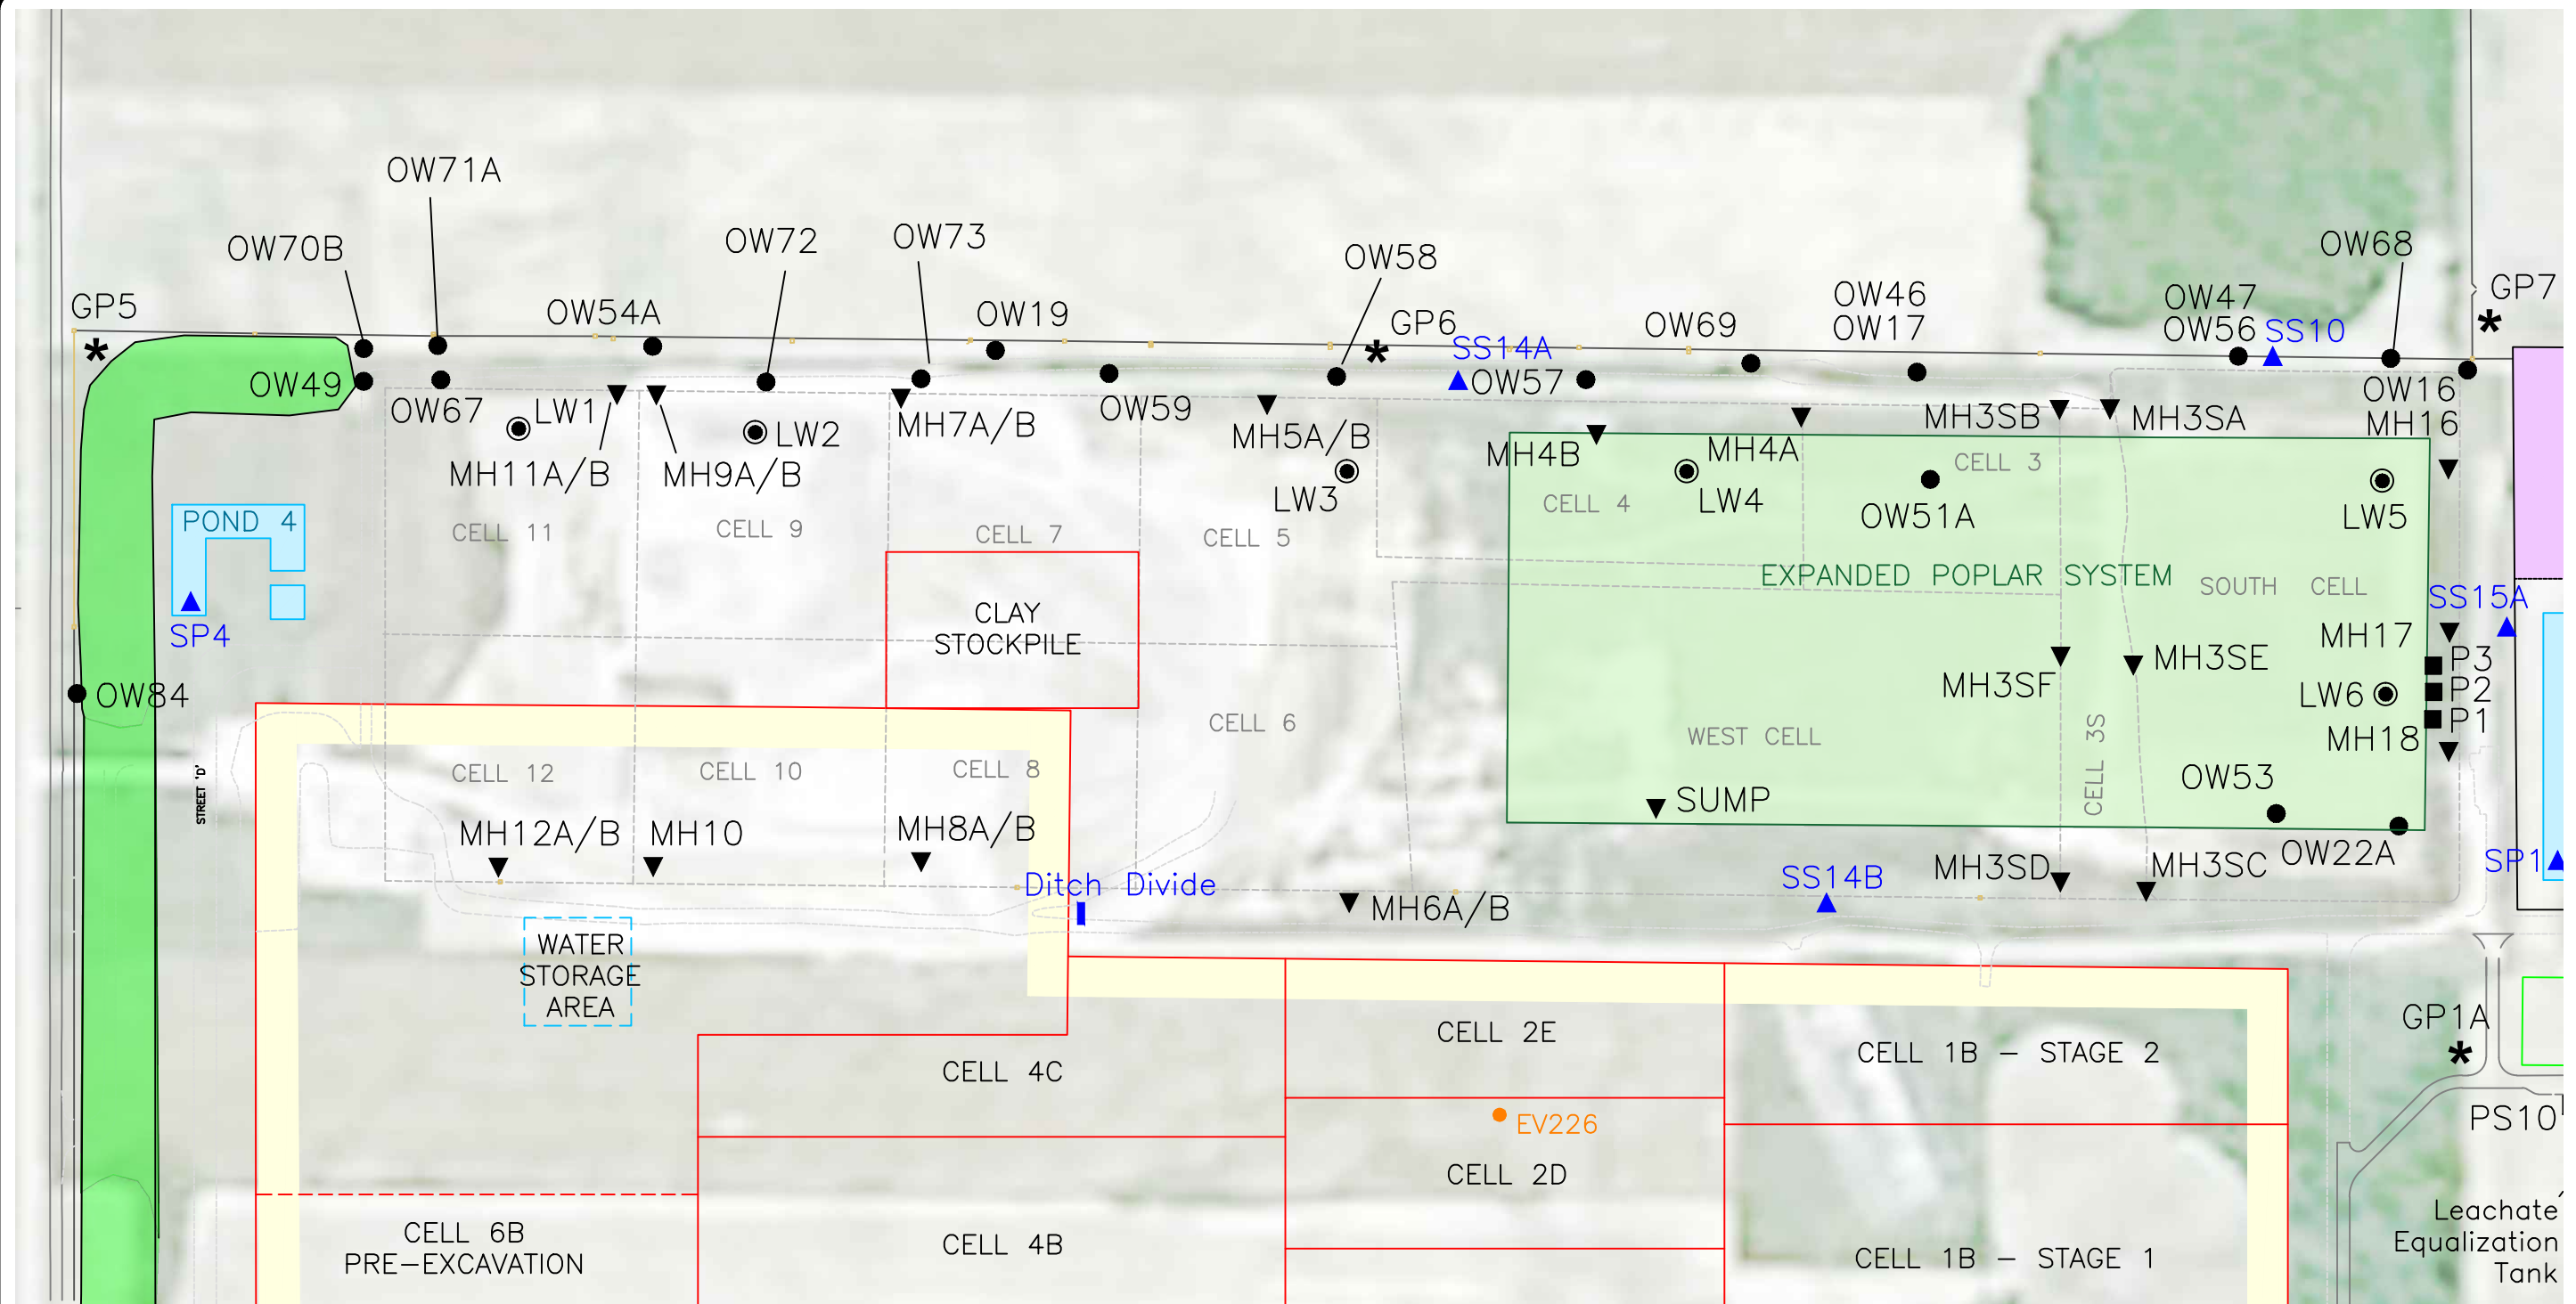 OW71A
OW70B
OW72
OW73
OW58
OW68
GP5
OW54A
OW19
GP6
OW69
OW46
OW17
OW47
OW56
SS10
GP7
SS14A
OW57
OW49
OW67
LW1
LW2
MH7A/B
OW59
MH5A/B
MH3SB
MH3SA
OW16
MH16
MH11A/B
MH9A/B
LW3
MH4B
MH4A
LW4
CELL 3
CELL 4
OW51A
LW5
POND 4
CELL 11
CELL 9
CELL 7
CELL 5
EXPANDED POPLAR SYSTEM
SOUTH CELL
SS15A
SP4
CLAY
STOCKPILE
MH17
MH3SF
MH3SE
P3
P2
P1
LW6
MH18
OW84
CELL 6
WEST CELL
CELL 3S
STREET 'D'
CELL 12
CELL 10
CELL 8
OW53
SUMP
MH12A/B
MH10
MH8A/B
OW22A
SP1
Ditch Divide
SS14B
MH3SD
MH3SC
MH6A/B
WATER
STORAGE
AREA
CELL 2E
CELL 1B – STAGE 2
GP1A
CELL 4C
EV226
PS10
CELL 2D
CELL 6B
PRE–EXCAVATION
CELL 4B
CELL 1B – STAGE 1
Leachate
Equalization
Tank